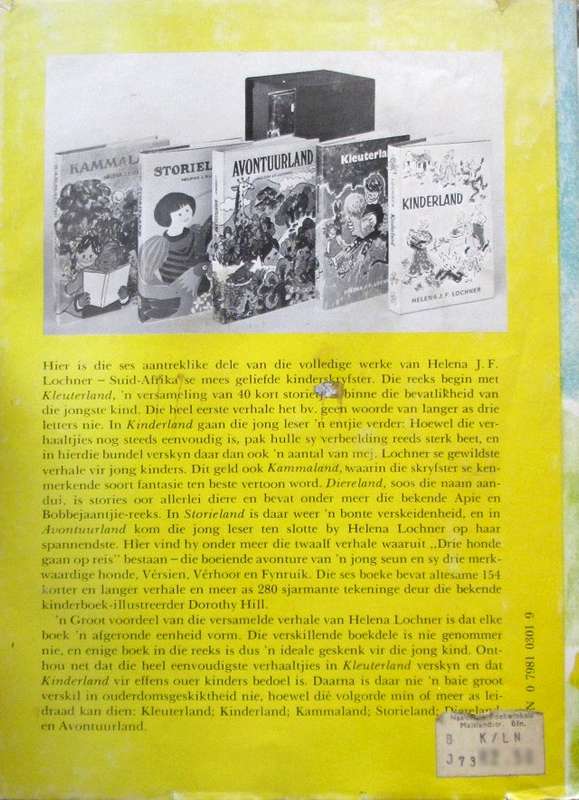 KAMMALA
STORIEL
AVONTUURLAND
Kleuterla
KINDERLAND
Kinderland
HELENA J.F. LOCHNER
Hier is die ses aantreklike dele van die volledige werke van Helena J. F.
Lochner – Suid-Afrika se mees geliefde kinderskryfster. Die reeks begin met
Kleuterland, 'n versameling van 40 kort stories binne die bevatlikheid van
die jongste kind. Die heel eerste verhale het bv. geen woorde van langer as drie
letters nie. In Kinderland gaan die jong leser 'n entjie verder: Hoewel die ver-
haaltjies nog steeds eenvoudig is, pak hulle sy verbeelding reeds sterk beet, en
in hierdie bundel verskyn daar dan ook 'n aantal van mej. Lochner se gewildste
verhale vir jong kinders. Dit geld ook Kammaland, waarin die skryfster se ken-
merkende soort fantasie ten beste vertoon word. Diereland, soos die naam aan-
dui, is stories oor allerlei diere en bevat onder meer die bekende Apie en
Bobbejaantjie-reeks. In Storieland is daar weer 'n bonte verskeidenheid, en in
Avontuurland kom die jong leser ten slotte by Helena Lochner op haar
spannendste. Hier vind hy onder meer die twaalf verhale waaruit „Drie honde
gaan op reis” bestaan – die boeiende avonture van 'n jong seun en sy drie merk-
waardige honde, Vérsien, Vérhoor en Fynruik. Die ses boeke bevat altesame 154
korter en langer verhale en meer as 280 sjarmante tekeninge deur die bekende
kinderboek-illustreerder Dorothy Hill.
'n Groot voordeel van die versamelde verhale van Helena Lochner is dat elke
boek 'n afgeronde eenheid vorm. Die verskillende boekdele is nie genommer
nie, en enige boek in die reeks is dus 'n ideale geskenk vir die jong kind. Ont-
hou net dat die heel eenvoudigste verhaaltjies in Kleuterland verskyn en dat
Kinderland vir effens ouer kinders bedoel is. Daarna is daar nie 'n baie groot
verskil in ouderdomsgeskiktheid nie, hoewel dié volgorde min of meer as lei-
draad kan dien: Kleuterland; Kinderland; Kammaland; Storieland; Diereland
en Avontuurland.
N 0 7981 0301 9
Maitlandstr. Bfn.
B K/LN
J73